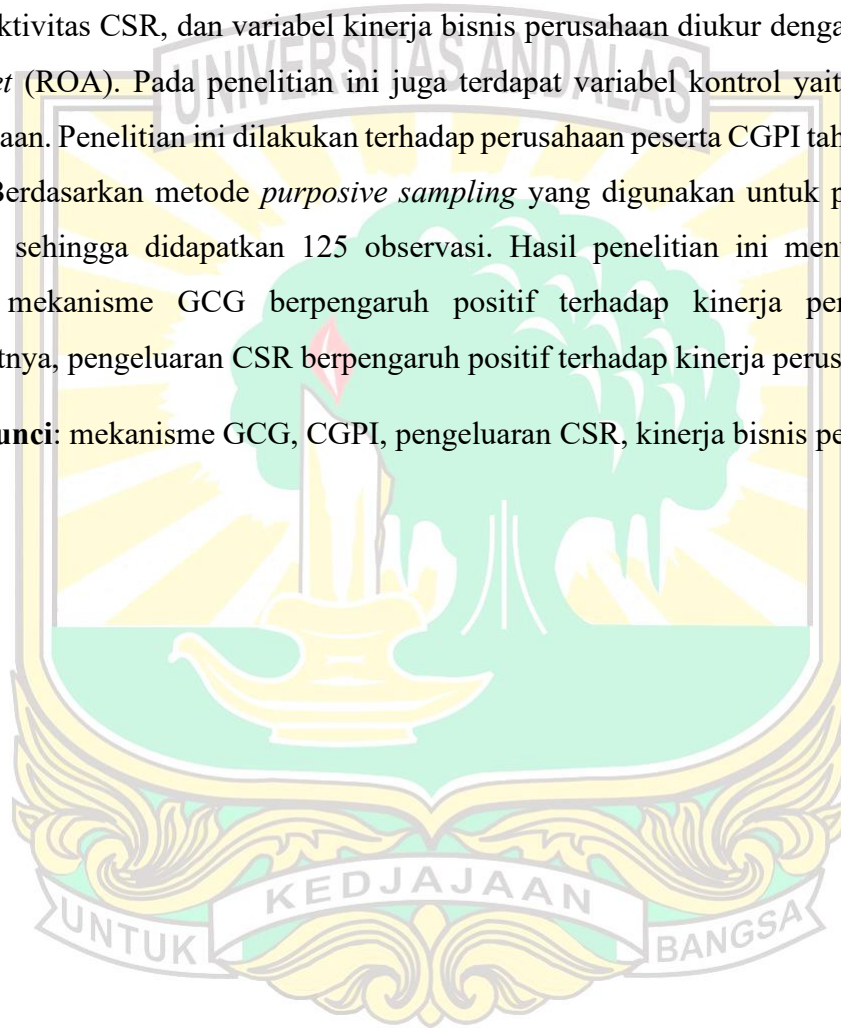 ktivitas CSR, dan variabel kinerja bisnis perusahaan diukur denga
et (ROA). Pada penelitian ini juga terdapat variabel kontrol yait
aan. Penelitian ini dilakukan terhadap perusahaan peserta CGPI tah
Berdasarkan metode purposive sampling yang digunakan untuk p
sehingga didapatkan 125 observasi. Hasil penelitian ini men
mekanisme GCG berpengaruh positif terhadap kinerja per
tnya, pengeluaran CSR berpengaruh positif terhadap kinerja perus
unci: mekanisme GCG, CGPI, pengeluaran CSR, kinerja bisnis pe
UNIVERSITAS ANDALAS
KEDJAJAAN
UNTUK
BANGSA